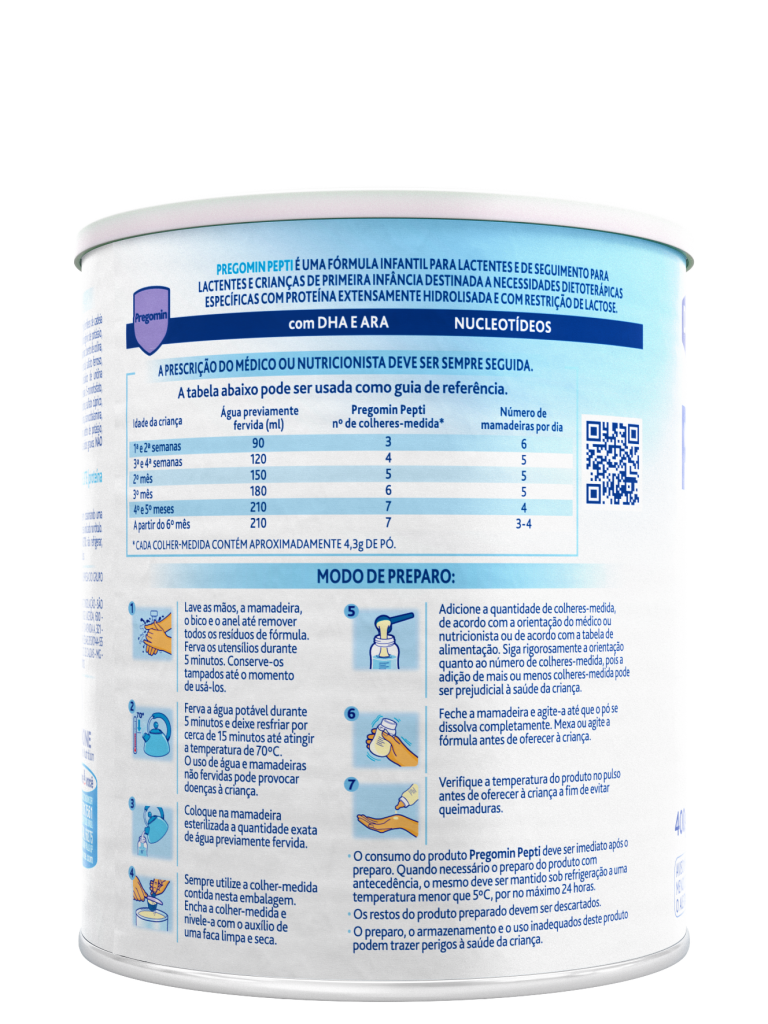 PREGOMIN PEPTI É UMA FÓRMULA INFANTIL PARA LACTENTES E DE SEGUIMENTO PARA
LACTENTES E CRIANÇAS DE PRIMEIRA INFÂNCIA DESTINADA A NECESSIDADES DIETOTERÁPICAS
ESPECÍFICAS COM PROTEÍNA EXTENSAMENTE HIDROLISADA E COM RESTRIÇÃO DE LACTOSE.
Pregomin
com DHA E ARA NUCLEOTÍDEOS
A PRESCRIÇÃO DO MÉDICO OU NUTRICIONISTA DEVE SER SEMPRE SEGUIDA.
A tabela abaixo pode ser usada como guia de referência.
Idade da criança Água previamente fervida (ml) Pregomin Pepti nº de colheres-medida* Número de mamadeiras por dia
1ª e 2ª semanas 90 3 6
3ª e 4ª semanas 120 4 5
2º mês 150 5 5
3º mês 180 6 5
4º e 5º meses 210 7 4
A partir do 6º mês 210 7 3-4
*CADA COLHER-MEDIDA CONTÉM APROXIMADAMENTE 4,3g DE PÓ.
MODO DE PREPARO:
1
Lave as mãos, a mamadeira,
o bico e o anel até remover
todos os resíduos de fórmula.
Ferva os utensílios durante
5 minutos. Conserve-os
tampados até o momento
de usá-los.
2
70º
Ferva a água potável durante
5 minutos e deixe resfriar por
cerca de 15 minutos até atingir
a temperatura de 70ºC.
O uso de água e mamadeiras
não fervidas pode provocar
doenças à criança.
3
Coloque na mamadeira
esterilizada a quantidade exata
de água previamente fervida.
4
Sempre utilize a colher-medida
contida nesta embalagem.
Encha a colher-medida e
nivele-a com o auxílio de
uma faca limpa e seca.
5
Adicione a quantidade de colheres-medida,
de acordo com a orientação do médico ou
nutricionista ou de acordo com a tabela de
alimentação. Siga rigorosamente a orientação
quanto ao número de colheres-medida, pois a
adição de mais ou menos colheres-medida pode
ser prejudicial à saúde da criança.
6
Feche a mamadeira e agite-a até que o pó se
dissolva completamente. Mexa ou agite a
fórmula antes de oferecer à criança.
7
Verifique a temperatura do produto no pulso
antes de oferecer à criança a fim de evitar
queimaduras.
• O consumo do produto Pregomin Pepti deve ser imediato após o
preparo. Quando necessário o preparo do produto com
antecedência, o mesmo deve ser mantido sob refrigeração a uma
temperatura menor que 5ºC, por no máximo 24 horas.
• Os restos do produto preparado devem ser descartados.
• O preparo, o armazenamento e o uso inadequados deste produto
podem trazer perigos à saúde da criança.